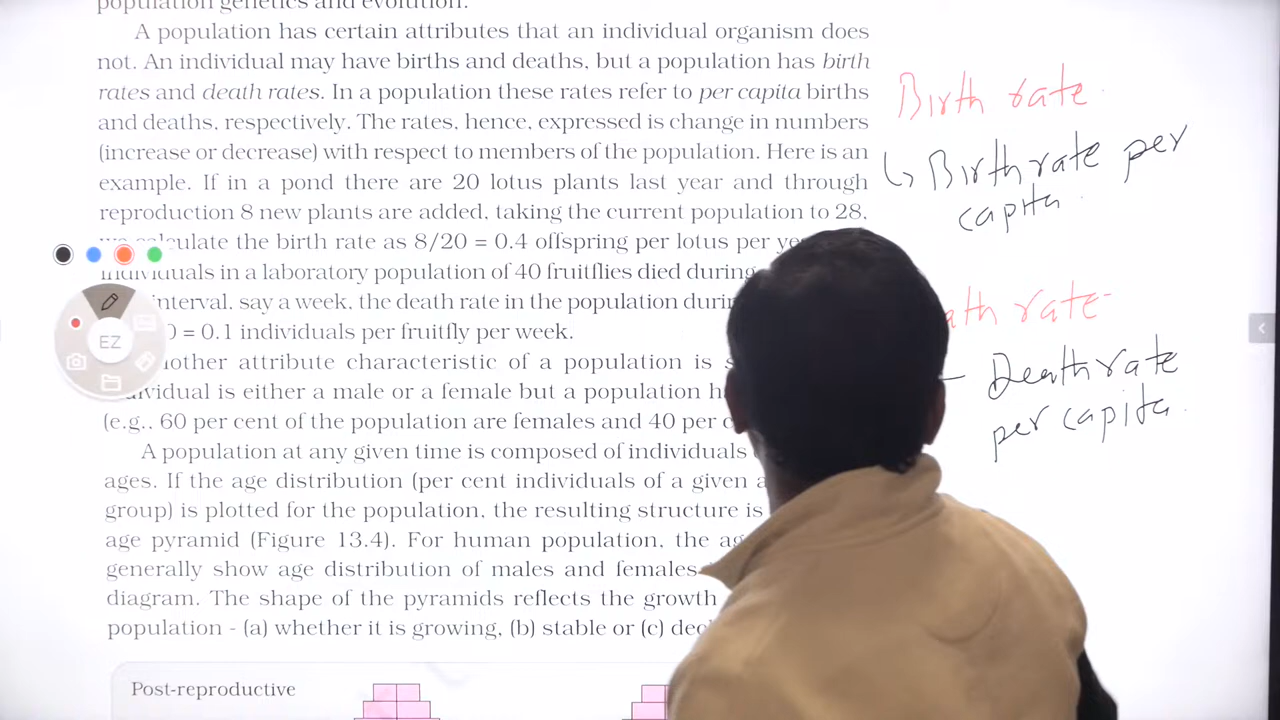 population genetics and evolution.
A population has certain attributes that an individual organism does
not. An individual may have births and deaths, but a population has birth
rates and death rates. In a population these rates refer to per capita births
and deaths, respectively. The rates, hence, expressed is change in numbers
(increase or decrease) with respect to members of the population. Here is an
example. If in a pond there are 20 lotus plants last year and through
reproduction 8 new plants are added, taking the current population to 28,
calculate the birth rate as 8/20 = 0.4 offspring per lotus per
individuals in a laboratory population of 40 fruitflies died during
interval, say a week, the death rate in the population
0 = 0.1 individuals per fruitfly per week.
attribute characteristic of a population is
is either a male or a female but a population
(e.g., 60 per cent of the population are females and 40 per
A population at any given time is composed of individuals
ages. If the age distribution (per cent individuals of a given
group) is plotted for the population, the resulting structure is
age pyramid (Figure 13.4). For human population, the
generally show age distribution of males and females
diagram. The shape of the pyramids reflects the growth
population - (a) whether it is growing, (b) stable or (c)
Post-reproductive
EZ
Birth rate
Birth rate per
capita
rate
Death rate
per capita